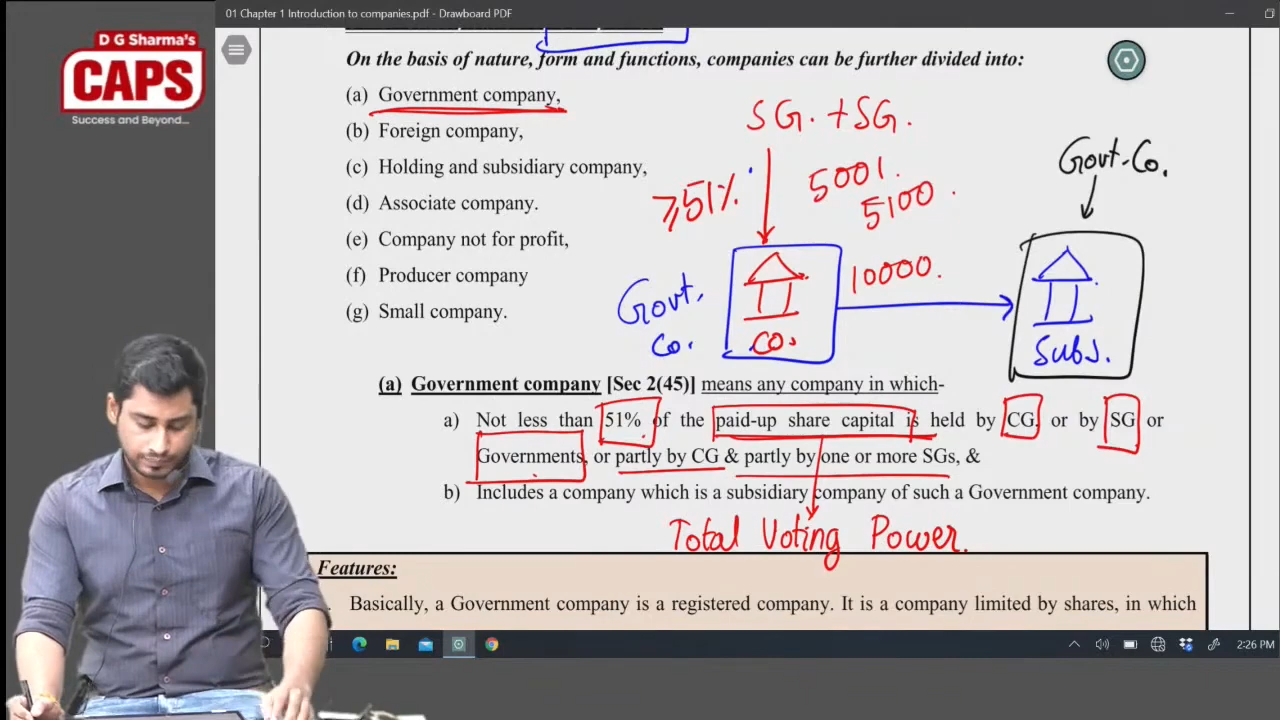 01 Chapter 1 Introduction to companies.pdf - Drawboard PDF
D G Sharma's
CAPS
Success and Beyond...
On the basis of nature, form and functions, companies can be further divided into:
(a) Government company,
(b) Foreign company,
(c) Holding and subsidiary company,
(d) Associate company.
(e) Company not for profit,
(f) Producer company
(g) Small company.
SG. + SG.
≥51%
5001.
5100
10000.
Govt. Co.
Govt.
Co.
Co.
Subs.
(a) Government company [Sec 2(45)] means any company in which-
a) Not less than 51% of the paid-up share capital is held by CG, or by SG or
Governments, or partly by CG & partly by one or more SGs, &
b) Includes a company which is a subsidiary company of such a Government company.
Total Voting Power.
Features:
Basically, a Government company is a registered company. It is a company limited by shares, in which
2:26 PM